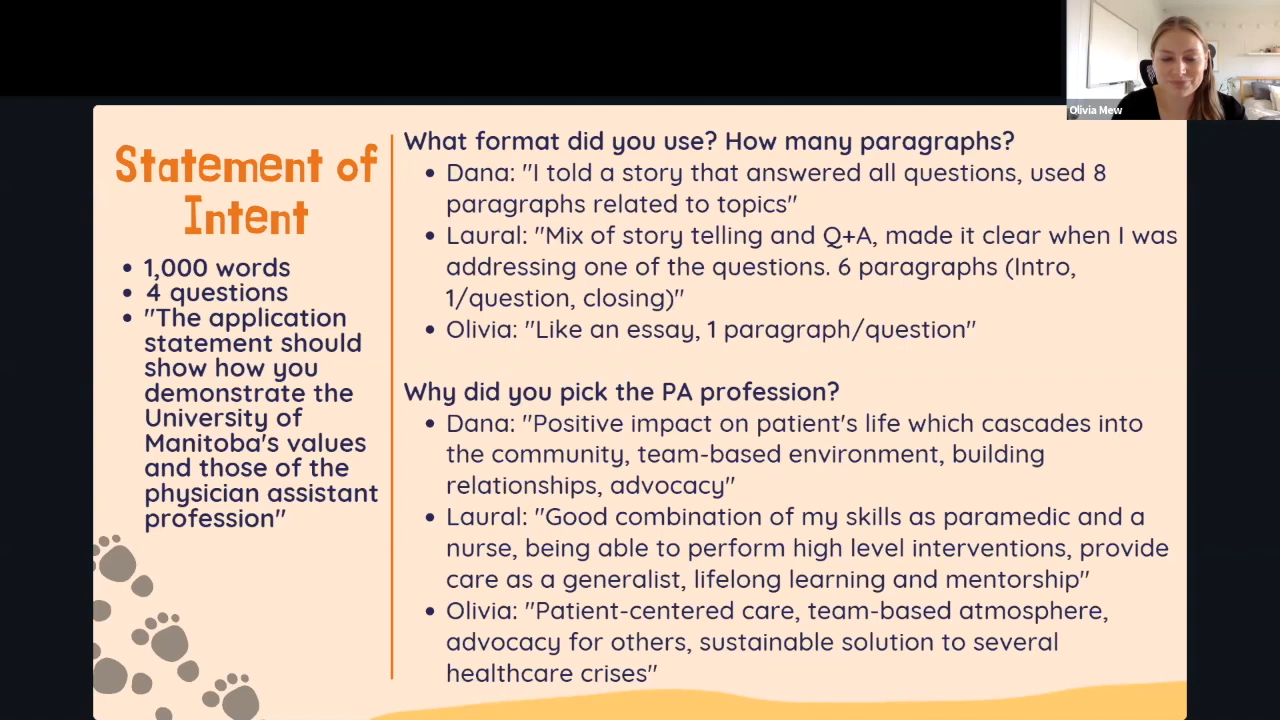 Olivia Mew
Statement of
Intent
• 1,000 words
• 4 questions
• "The application
statement should
show how you
demonstrate the
University of
Manitoba's values
and those of the
physician assistant
profession"
What format did you use? How many paragraphs?
• Dana: "I told a story that answered all questions, used 8
paragraphs related to topics"
• Laural: "Mix of story telling and Q+A, made it clear when I was
addressing one of the questions. 6 paragraphs (Intro,
1/question, closing)"
• Olivia: "Like an essay, 1 paragraph/question"
Why did you pick the PA profession?
• Dana: "Positive impact on patient's life which cascades into
the community, team-based environment, building
relationships, advocacy"
• Laural: "Good combination of my skills as paramedic and a
nurse, being able to perform high level interventions, provide
care as a generalist, lifelong learning and mentorship"
• Olivia: "Patient-centered care, team-based atmosphere,
advocacy for others, sustainable solution to several
healthcare crises"